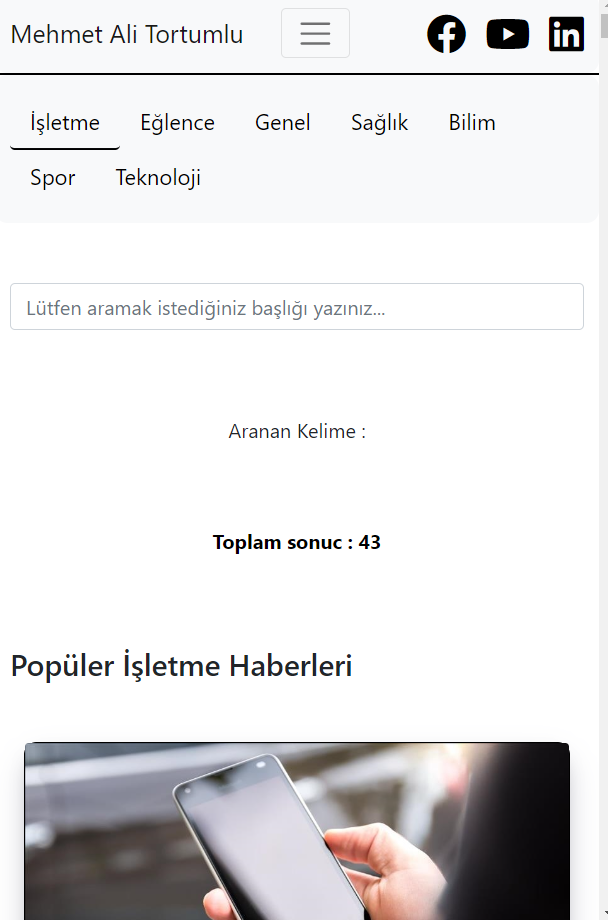 Mehmet Ali Tortumlu
İşletme Eğlence Genel Sağlık Bilim
Spor Teknoloji
Lütfen aramak istediğiniz başlığı yazınız...
Aranan Kelime :
Toplam sonuc : 43
Popüler İşletme Haberleri